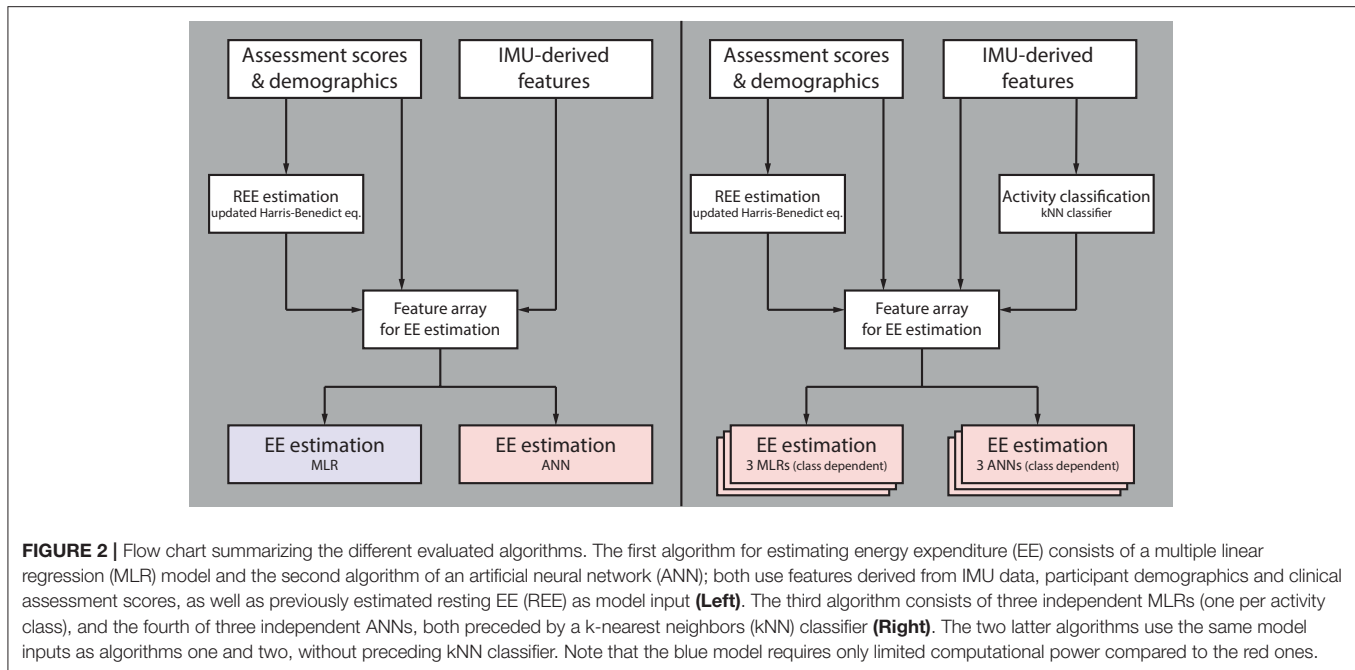 Assessment scores
& demographics
IMU-derived
features
REE estimation
updated Harris-Benedict eq.
Feature array
for EE estimation
EE estimation
MLR
EE estimation
ANN
Assessment scores
& demographics
IMU-derived
features
REE estimation
updated Harris-Benedict eq.
Activity classification
kNN classifier
Feature array
for EE estimation
EE estimation
3 MLRs (class dependent)
EE estimation
3 ANNs (class dependent)
FIGURE 2 | Flow chart summarizing the different evaluated algorithms. The first algorithm for estimating energy expenditure (EE) consists of a multiple linear
regression (MLR) model and the second algorithm of an artificial neural network (ANN); both use features derived from IMU data, participant demographics and clinical
assessment scores, as well as previously estimated resting EE (REE) as model input (Left). The third algorithm consists of three independent MLRs (one per activity
class), and the fourth of three independent ANNs, both preceded by a k-nearest neighbors (kNN) classifier (Right). The two latter algorithms use the same model
inputs as algorithms one and two, without preceding kNN classifier. Note that the blue model requires only limited computational power compared to the red ones.